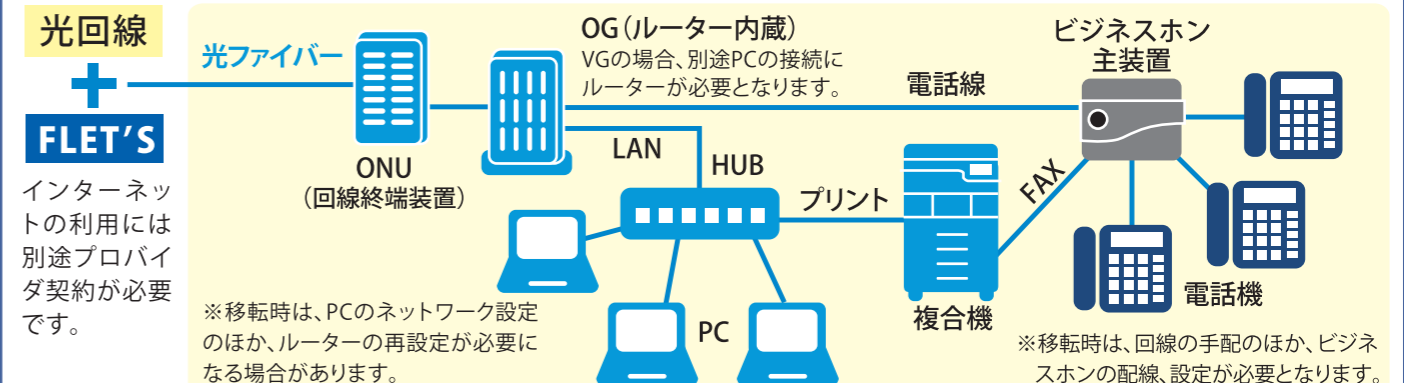 光回線
FLET'S
インターネッ
トの利用には
別途プロバイ
ダ契約が必要
です。
光ファイバー
ONU
(回線終端装置)
OG(ルーター内蔵)
VGの場合、別途PCの接続に
ルーターが必要となります。
電話線
ビジネスホン
主装置
LAN
HUB
プリント
FAX
複合機
電話機
PC
※移転時は、PCのネットワーク設定
のほか、ルーターの再設定が必要に
なる場合があります。
※移転時は、回線の手配のほか、ビジネ
スホンの配線、設定が必要となります。